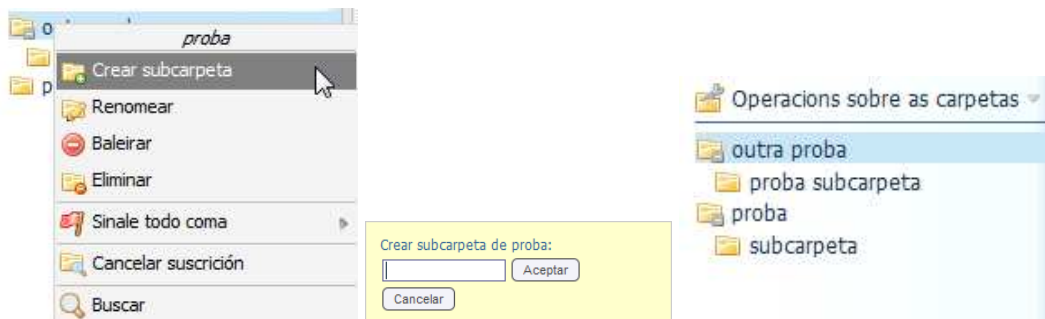 proba
Crear subcarpeta
Renomear
Baleirar
Eliminar
Sinale todo coma
Cancelar suscrición
Buscar
Crear subcarpeta de proba:
Aceptar
Cancelar
Operacions sobre as carpetas
outra proba
proba subcarpeta
proba
subcarpeta